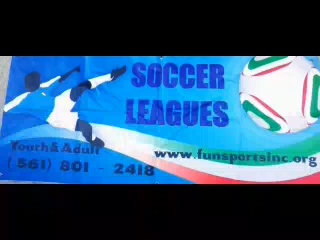 SOCCER
LEAGUES
Youth & Adult
(561) 801 - 2418
www.funsportsinc.org